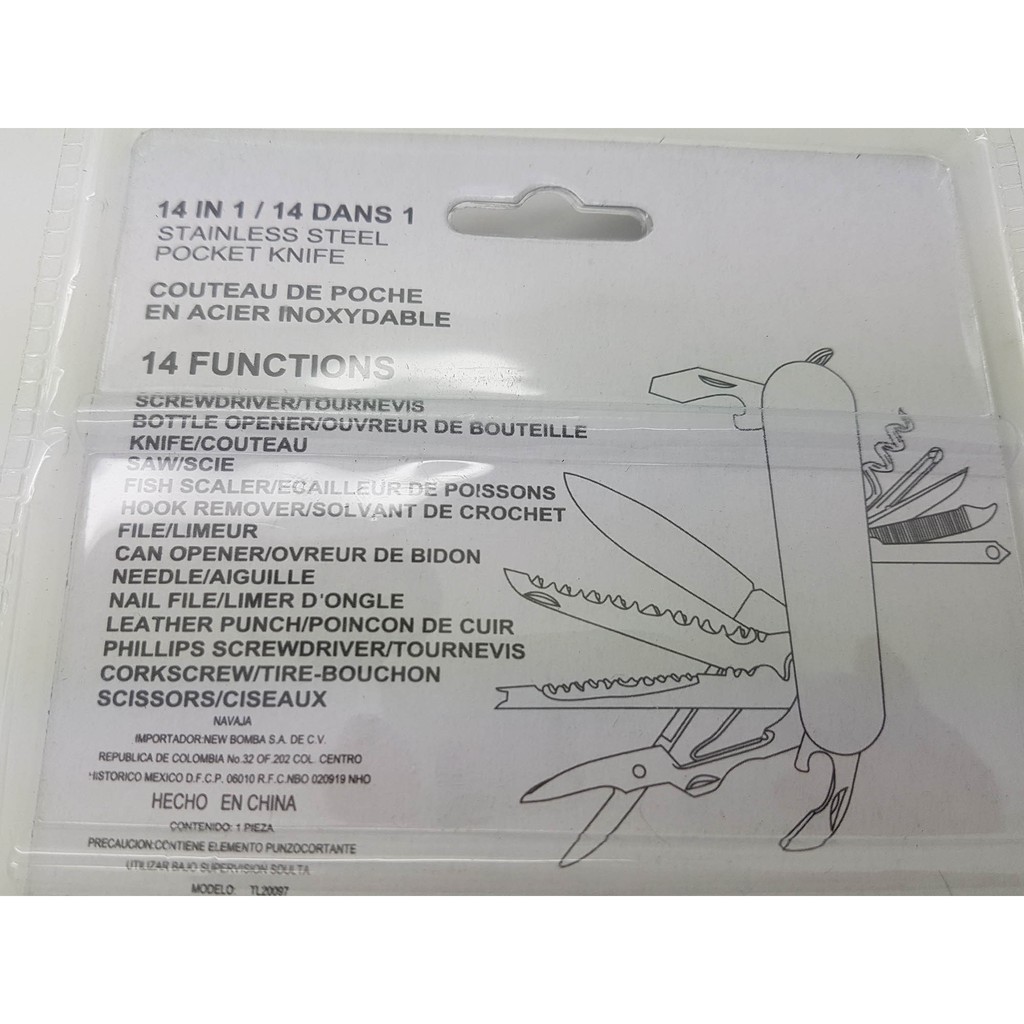 14 IN 1 / 14 DANS 1
STAINLESS STEEL
POCKET KNIFE
COUTEAU DE POCHE
EN ACIER INOXYDABLE
14 FUNCTIONS
SCREWDRIVER/TOURNEVIS
BOTTLE OPENER/OUVREUR DE BOUTEILLE
KNIFE/COUTEAU
SAW/SCIE
FISH SCALER/ECAILLEUR DE POISSONS
HOOK REMOVER/SOLVANT DE CROCHET
FILE/LIMEUR
CAN OPENER/OVREUR DE BIDON
NEEDLE/AIGUILLE
NAIL FILE/LIMER D'ONGLE
LEATHER PUNCH/POINCON DE CUIR
PHILLIPS SCREWDRIVER/TOURNEVIS
CORKSCREW/TIRE-BOUCHON
SCISSORS/CISEAUX
NAVAJA
IMPORTADOR:NEW BOMBA S.A. DE C.V.
REPUBLICA DE COLOMBIA No.32 OF.202 COL. CENTRO
HISTORICO MEXICO D.F.C.P. 06010 R.F.C.NBO 020919 NHO
HECHO EN CHINA
CONTENIDO: 1 PIEZA
PRECAUCION:CONTIENE ELEMENTO PUNZOCORTANTE
UTILIZAR BAJO SUPERVISION SDULTA
MODELO: TL20097